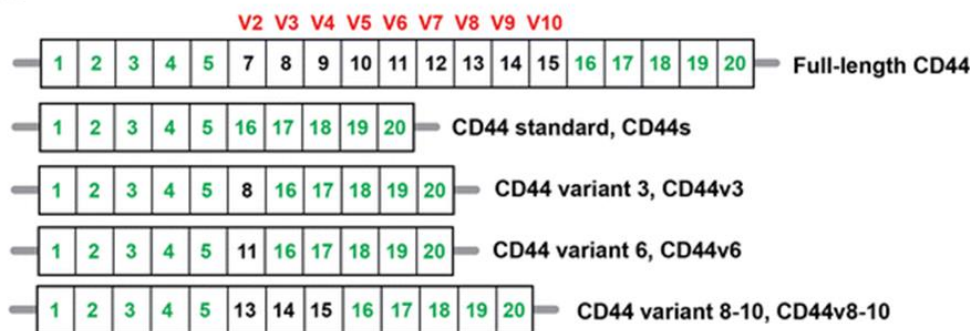 V2 V3 V4 V5 V6 V7 V8 V9 V10
1 2 3 4 5 7 8 9 10 11 12 13 14 15 16 17 18 19 20 Full-length CD44
1 2 3 4 5 16 17 18 19 20 CD44 standard, CD44s
1 2 3 4 5 8 16 17 18 19 20 CD44 variant 3, CD44v3
1 2 3 4 5 11 16 17 18 19 20 CD44 variant 6, CD44v6
1 2 3 4 5 13 14 15 16 17 18 19 20 CD44 variant 8-10, CD44v8-10